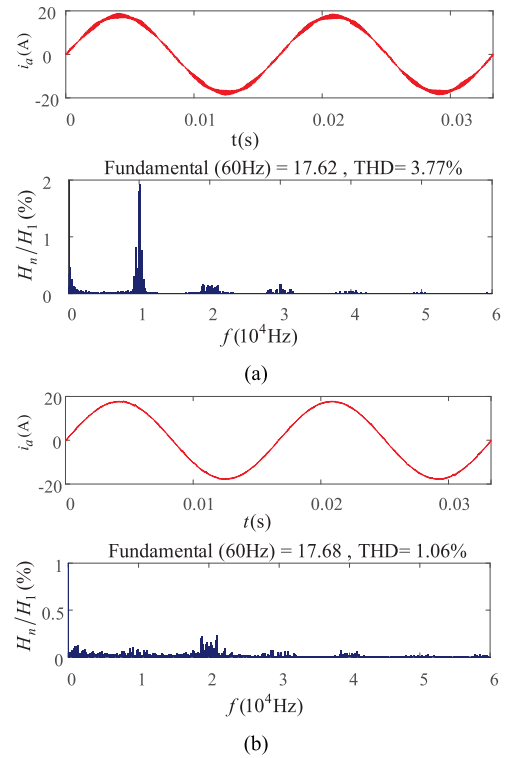 20
0
-20
i_a(A)
0 0.01 0.02 0.03
t(s)
Fundamental (60Hz) = 17.62 , THD= 3.77%
2
1
0
H_n/H_1(%)
0 1 2 3 4 5 6
f(10^4Hz)
(a)
20
0
-20
i_a(A)
0 0.01 0.02 0.03
t(s)
Fundamental (60Hz) = 17.68 , THD= 1.06%
1
0.5
0
H_n/H_1(%)
0 1 2 3 4 5 6
f(10^4Hz)
(b)